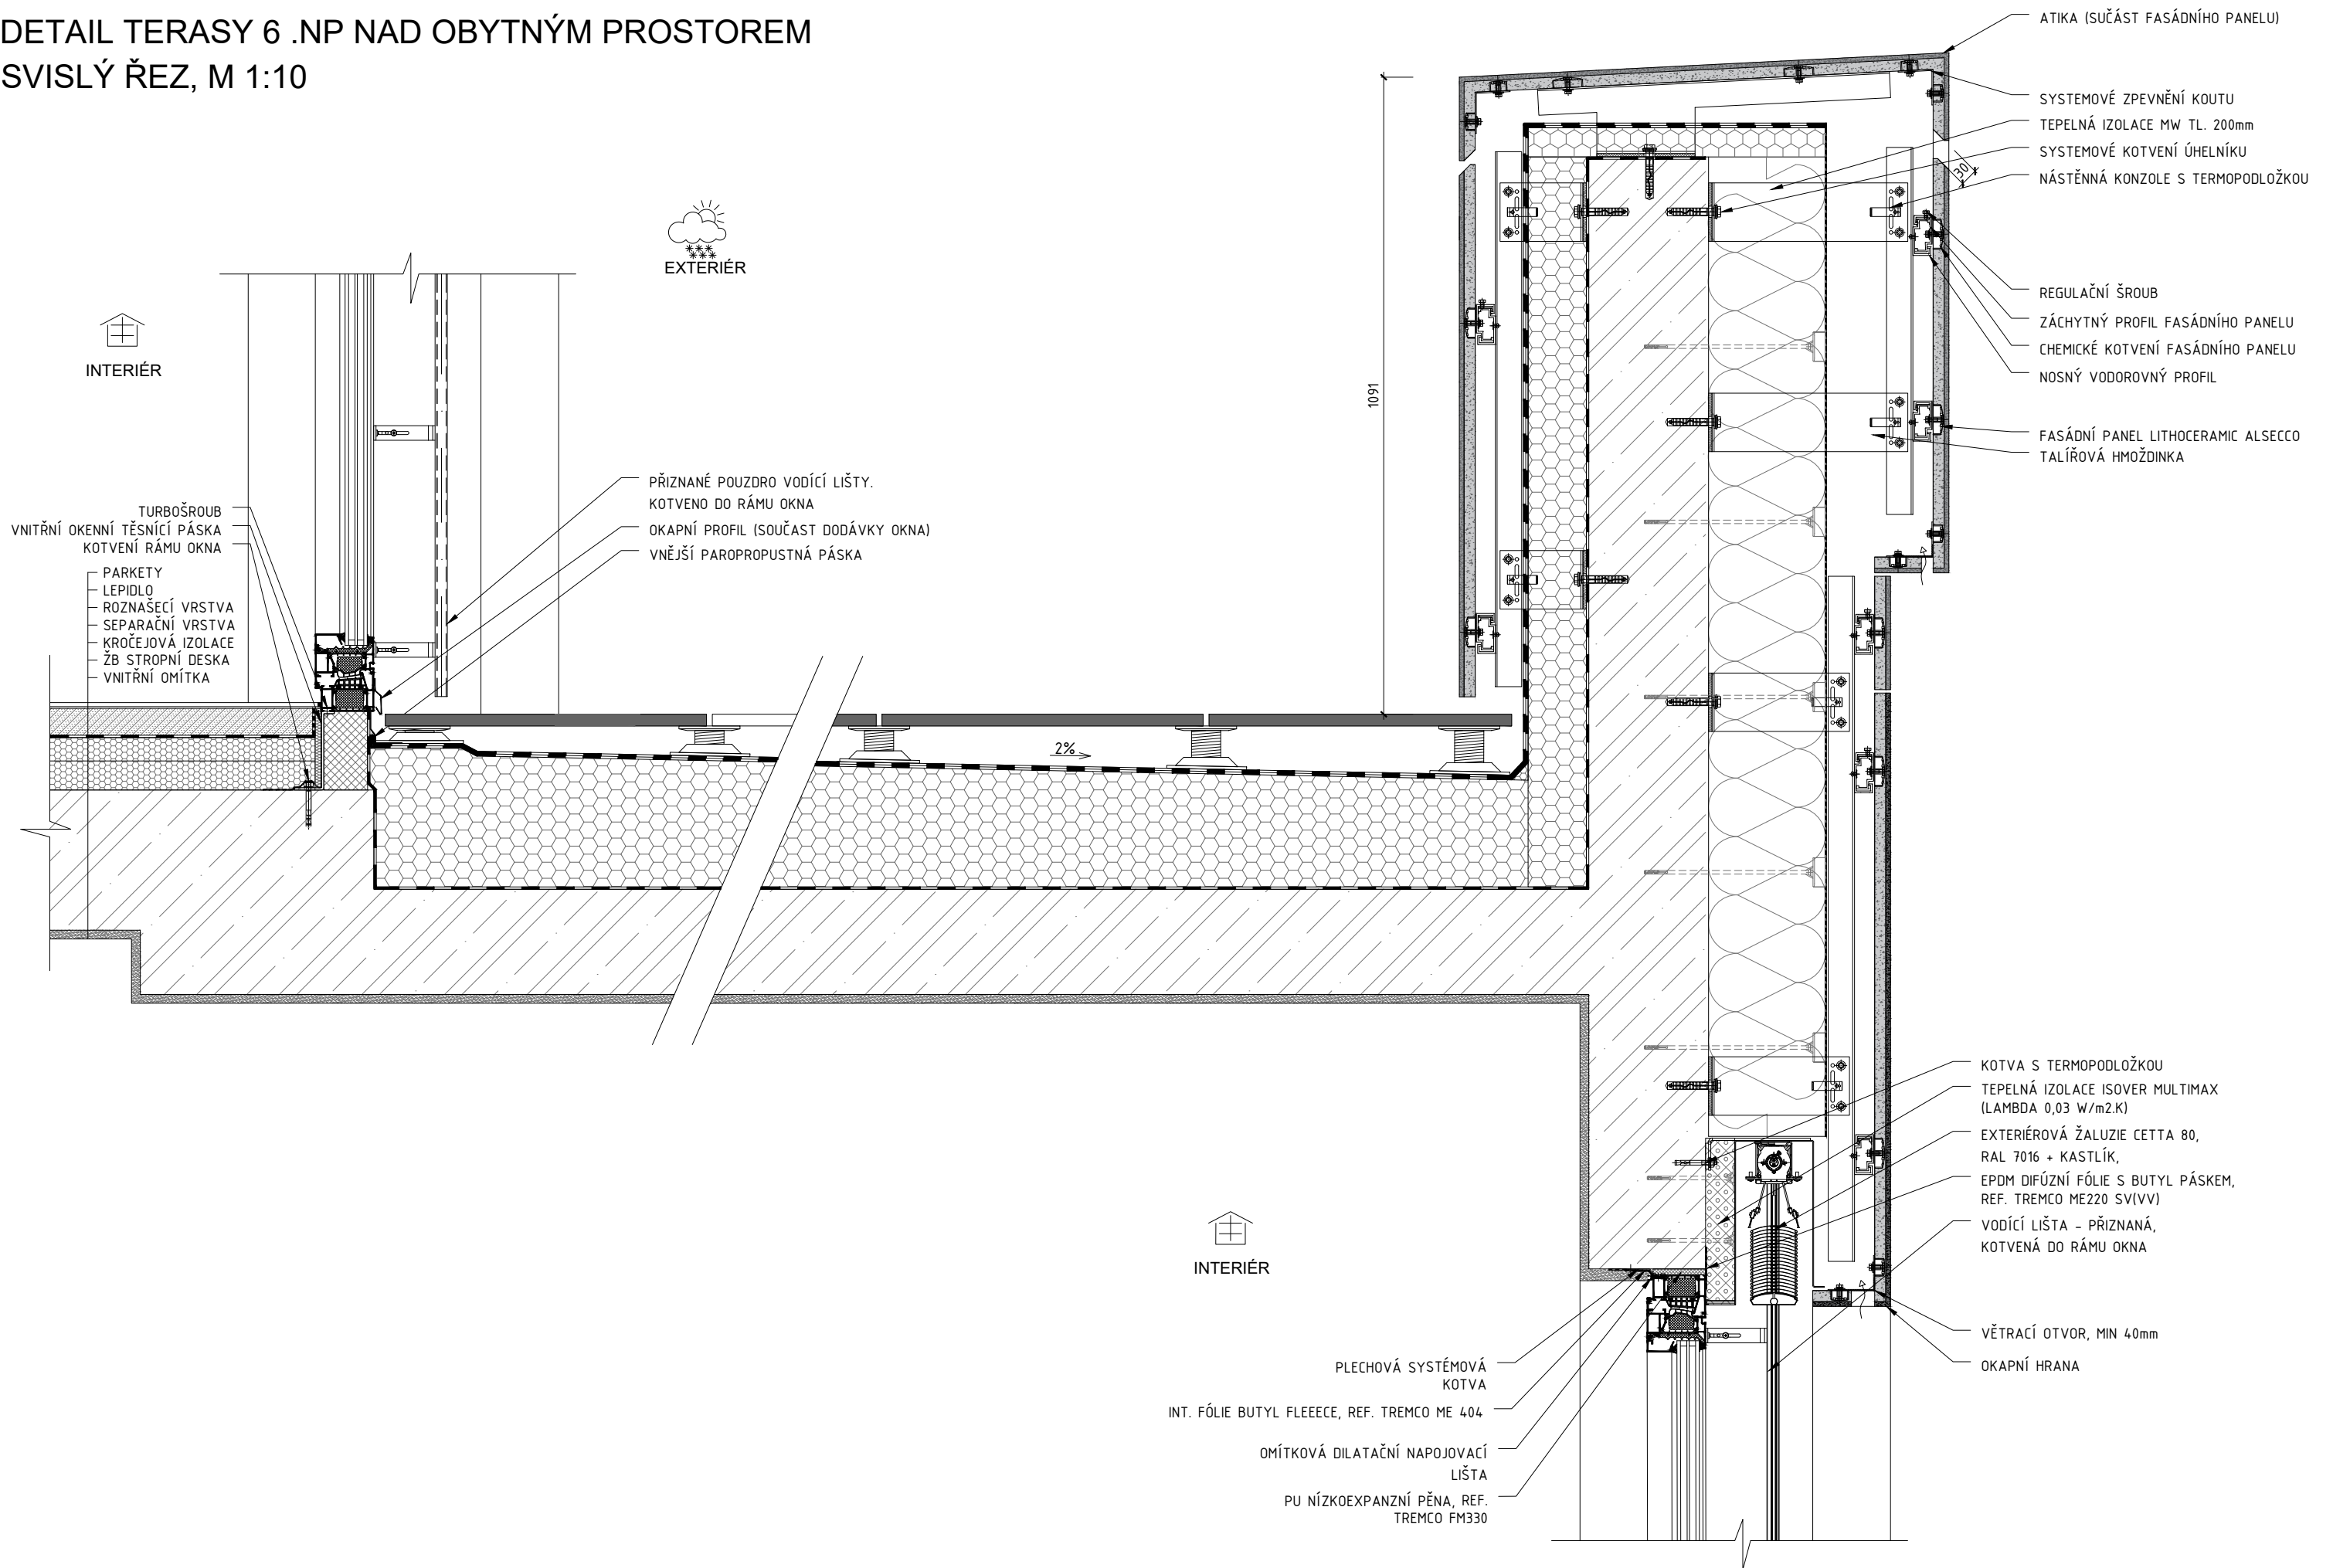 DETAIL TERASY 6 .NP NAD OBYTNÝM PROSTOREM
SVISLÝ ŘEZ, M 1:10
ATIKA (SUČÁST FASÁDNÍHO PANELU)
SYSTEMOVÉ ZPEVNĚNÍ KOUTU
TEPELNÁ IZOLACE MW TL. 200mm
SYSTEMOVÉ KOTVENÍ ÚHELNÍKU
NÁSTĚNNÁ KONZOLE S TERMOPODLOŽKOU
30
REGULAČNÍ ŠROUB
ZÁCHYTNÝ PROFIL FASÁDNÍHO PANELU
CHEMICKÉ KOTVENÍ FASÁDNÍHO PANELU
NOSNÝ VODOROVNÝ PROFIL
FASÁDNÍ PANEL LITHOCERAMIC ALSECCO
TALÍŘOVÁ HMOŽDINKA
EXTERIÉR
INTERIÉR
1091
PŘIZNANÉ POUZDRO VODÍCÍ LIŠTY.
KOTVENO DO RÁMU OKNA
OKAPNÍ PROFIL (SOUČAST DODÁVKY OKNA)
VNĚJŠÍ PAROPROPUSTNÁ PÁSKA
TURBOŠROUB
VNITŘNÍ OKENNÍ TĚSNÍCÍ PÁSKA
KOTVENÍ RÁMU OKNA
PARKETY
LEPIDLO
ROZNAŠECÍ VRSTVA
SEPARAČNÍ VRSTVA
KROČEJOVÁ IZOLACE
ŽB STROPNÍ DESKA
VNITŘNÍ OMÍTKA
2%
KOTVA S TERMOPODLOŽKOU
TEPELNÁ IZOLACE ISOVER MULTIMAX
(LAMBDA 0,03 W/m2.K)
EXTERIÉROVÁ ŽALUZIE CETTA 80,
RAL 7016 + KASTLÍK,
EPDM DIFÚZNÍ FÓLIE S BUTYL PÁSKEM,
REF. TREMCO ME220 SV(VV)
VODÍCÍ LIŠTA - PŘIZNANÁ,
KOTVENÁ DO RÁMU OKNA
VĚTRACÍ OTVOR, MIN 40mm
OKAPNÍ HRANA
INTERIÉR
PLECHOVÁ SYSTÉMOVÁ
KOTVA
INT. FÓLIE BUTYL FLEEECE, REF. TREMCO ME 404
OMÍTKOVÁ DILATAČNÍ NAPOJOVACÍ
LIŠTA
PU NÍZKOEXPANZNÍ PĚNA, REF.
TREMCO FM330